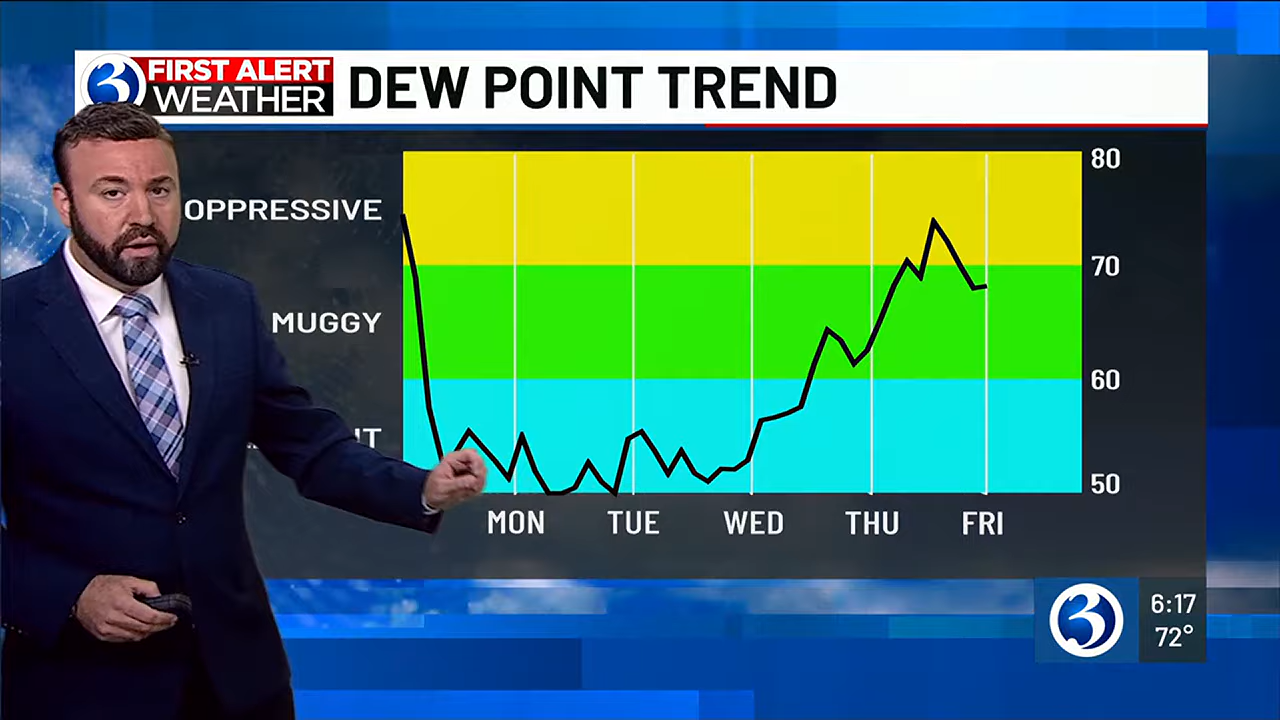 3 FIRST ALERT
WEATHER
DEW POINT TREND
OPPRESSIVE
MUGGY
80
70
60
50
MON TUE WED THU FRI
3
6:17
72°